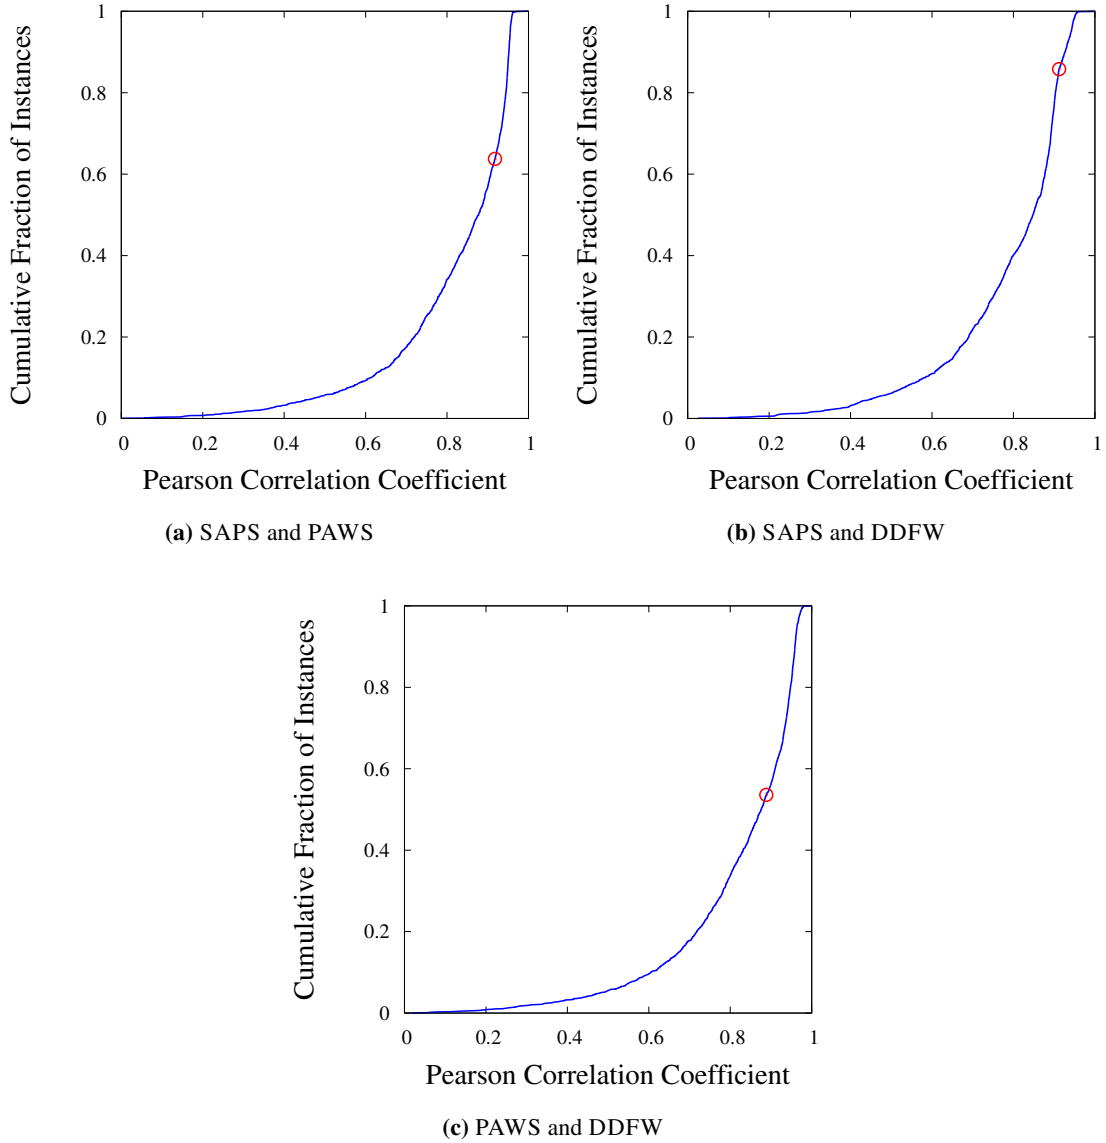 Cumulative Fraction of Instances
1
0.8
0.6
0.4
0.2
0
0 0.2 0.4 0.6 0.8 1
Pearson Correlation Coefficient
(a) SAPS and PAWS
Cumulative Fraction of Instances
1
0.8
0.6
0.4
0.2
0
0 0.2 0.4 0.6 0.8 1
Pearson Correlation Coefficient
(b) SAPS and DDFW
Cumulative Fraction of Instances
1
0.8
0.6
0.4
0.2
0
0 0.2 0.4 0.6 0.8 1
Pearson Correlation Coefficient
(c) PAWS and DDFW